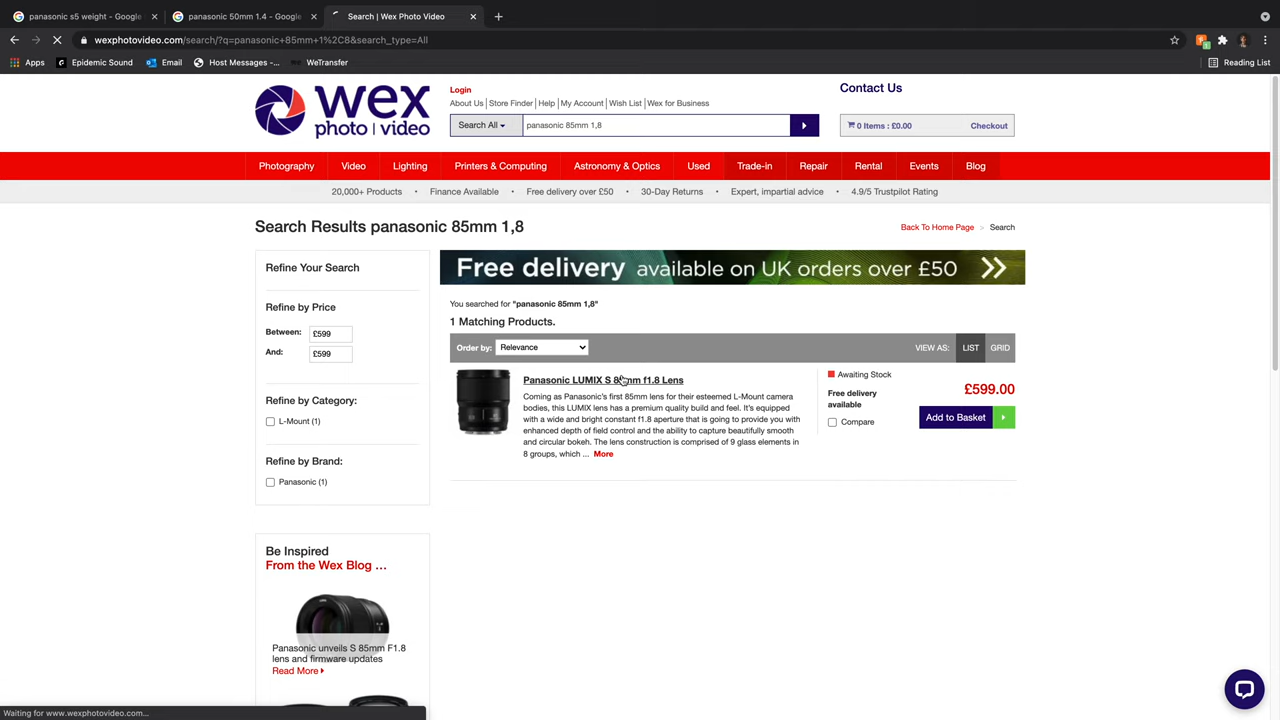 panasonic s5 weight - Google
panasonic 50mm 1.4 - Google
Search | Wex Photo Video
wexphotovideo.com/search/?q=panasonic+85mm+1%2C8&search_type=All
Apps
Epidemic Sound
Email
Host Messages -...
WeTransfer
Reading List
wex
photo | video
Login
About Us | Store Finder | Help | My Account | Wish List | Wex for Business
Search All
panasonic 85mm 1,8
Contact Us
0 Items : £0.00
Checkout
Photography Video Lighting Printers & Computing Astronomy & Optics Used Trade-in Repair Rental Events Blog
20,000+ Products • Finance Available • Free delivery over £50 • 30-Day Returns • Expert, impartial advice • 4.9/5 Trustpilot Rating
Search Results panasonic 85mm 1,8
Back To Home Page > Search
Refine Your Search
Refine by Price
Between: £599
And: £599
Refine by Category:
L-Mount (1)
Refine by Brand:
Panasonic (1)
Free delivery available on UK orders over £50
You searched for "panasonic 85mm 1,8"
1 Matching Products.
Order by: Relevance
VIEW AS: LIST GRID
Panasonic LUMIX S 85mm f1.8 Lens
Coming as Panasonic's first 85mm lens for their esteemed L-Mount camera
bodies, this LUMIX lens has a premium quality build and feel. It's equipped
with a wide and bright constant f1.8 aperture that is going to provide you with
enhanced depth of field control and the ability to capture beautifully smooth
and circular bokeh. The lens construction is comprised of 9 glass elements in
8 groups, which ... More
Awaiting Stock
Free delivery
available
Compare
£599.00
Add to Basket
Be Inspired
From the Wex Blog ...
Panasonic unveils S 85mm F1.8
lens and firmware updates
Read More
Waiting for www.wexphotovideo.com...